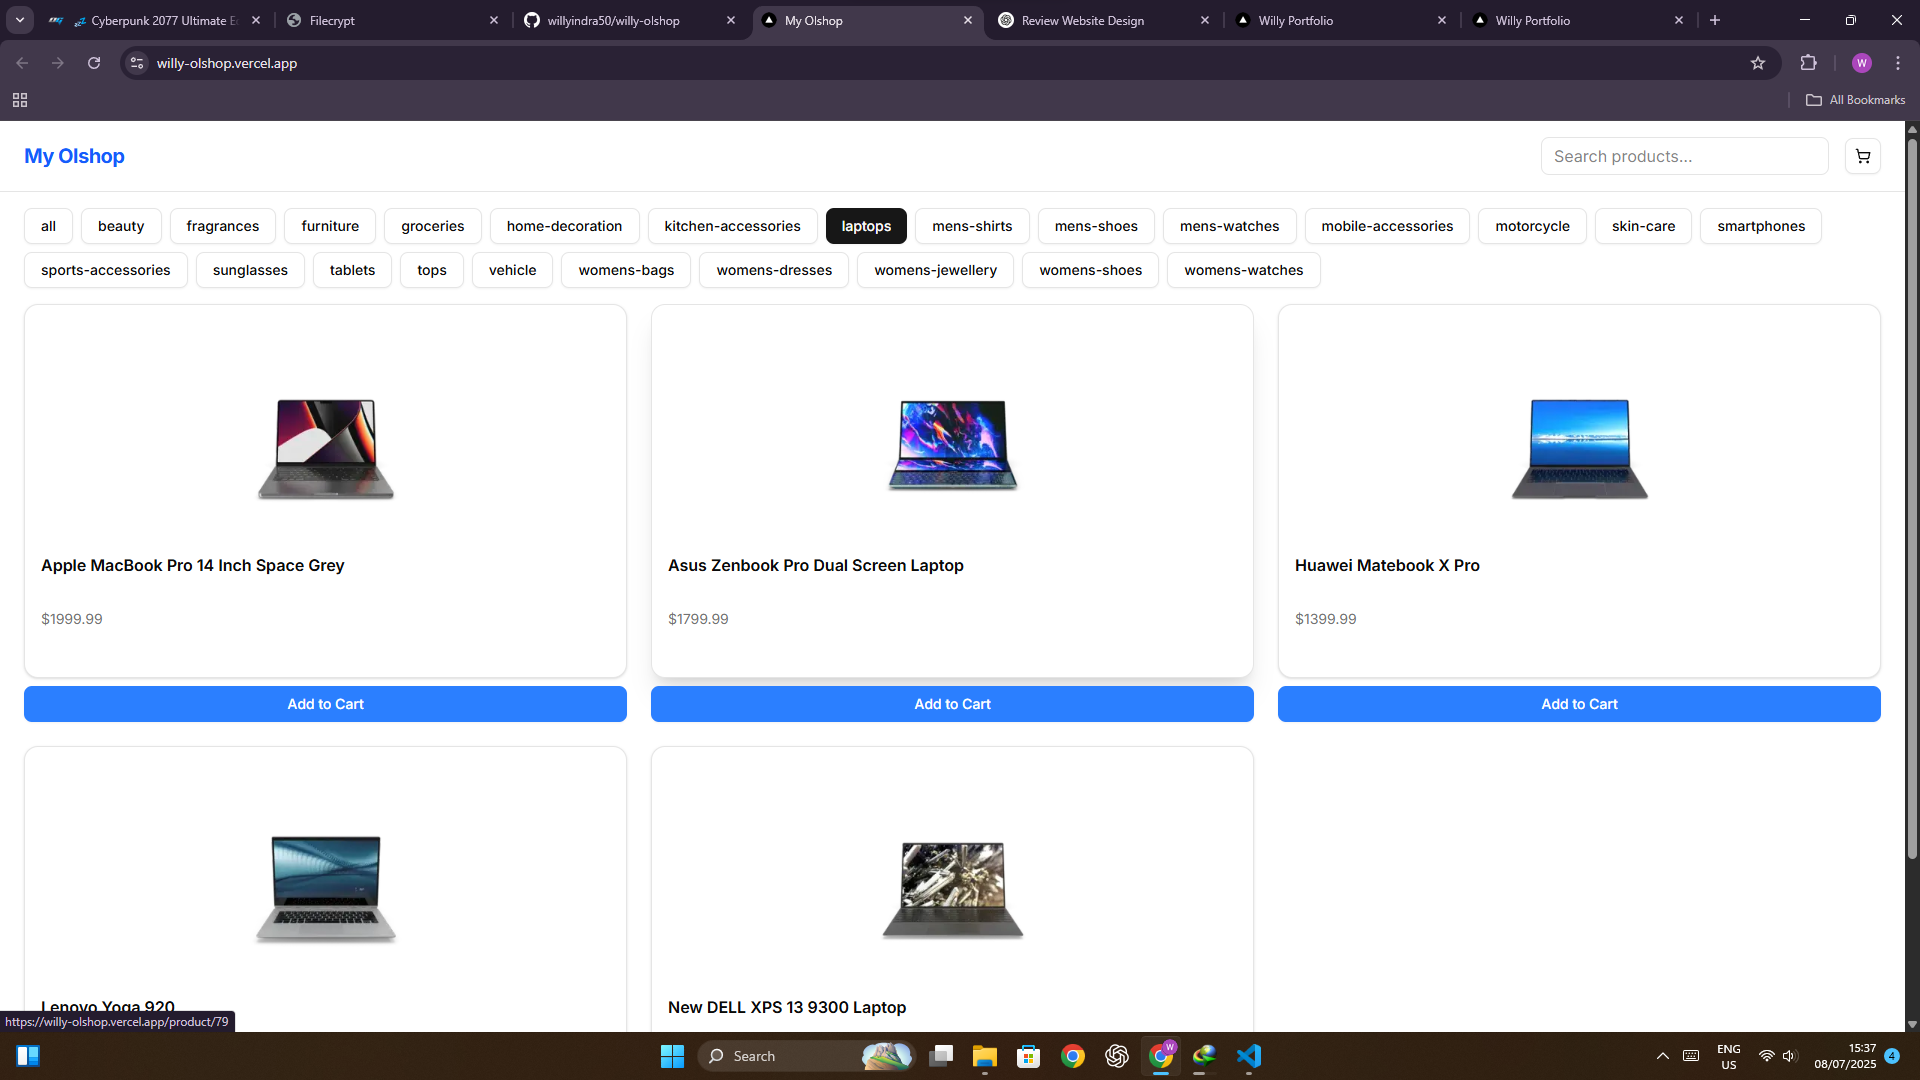 Cyberpunk 2077 Ultimate E
Filecrypt
willyindra50/willy-olshop
My Olshop
Review Website Design
Willy Portfolio
Willy Portfolio
willy-olshop.vercel.app
W
All Bookmarks
My Olshop
Search products...
all
beauty
fragrances
furniture
groceries
home-decoration
kitchen-accessories
laptops
mens-shirts
mens-shoes
mens-watches
mobile-accessories
motorcycle
skin-care
smartphones
sports-accessories
sunglasses
tablets
tops
vehicle
womens-bags
womens-dresses
womens-jewellery
womens-shoes
womens-watches
Apple MacBook Pro 14 Inch Space Grey
$1999.99
Add to Cart
Asus Zenbook Pro Dual Screen Laptop
$1799.99
Add to Cart
Huawei Matebook X Pro
$1399.99
Add to Cart
Lenovo Yoga 920
New DELL XPS 13 9300 Laptop
https://willy-olshop.vercel.app/product/79
Search
W
ENG
US
15:37
08/07/2025
4